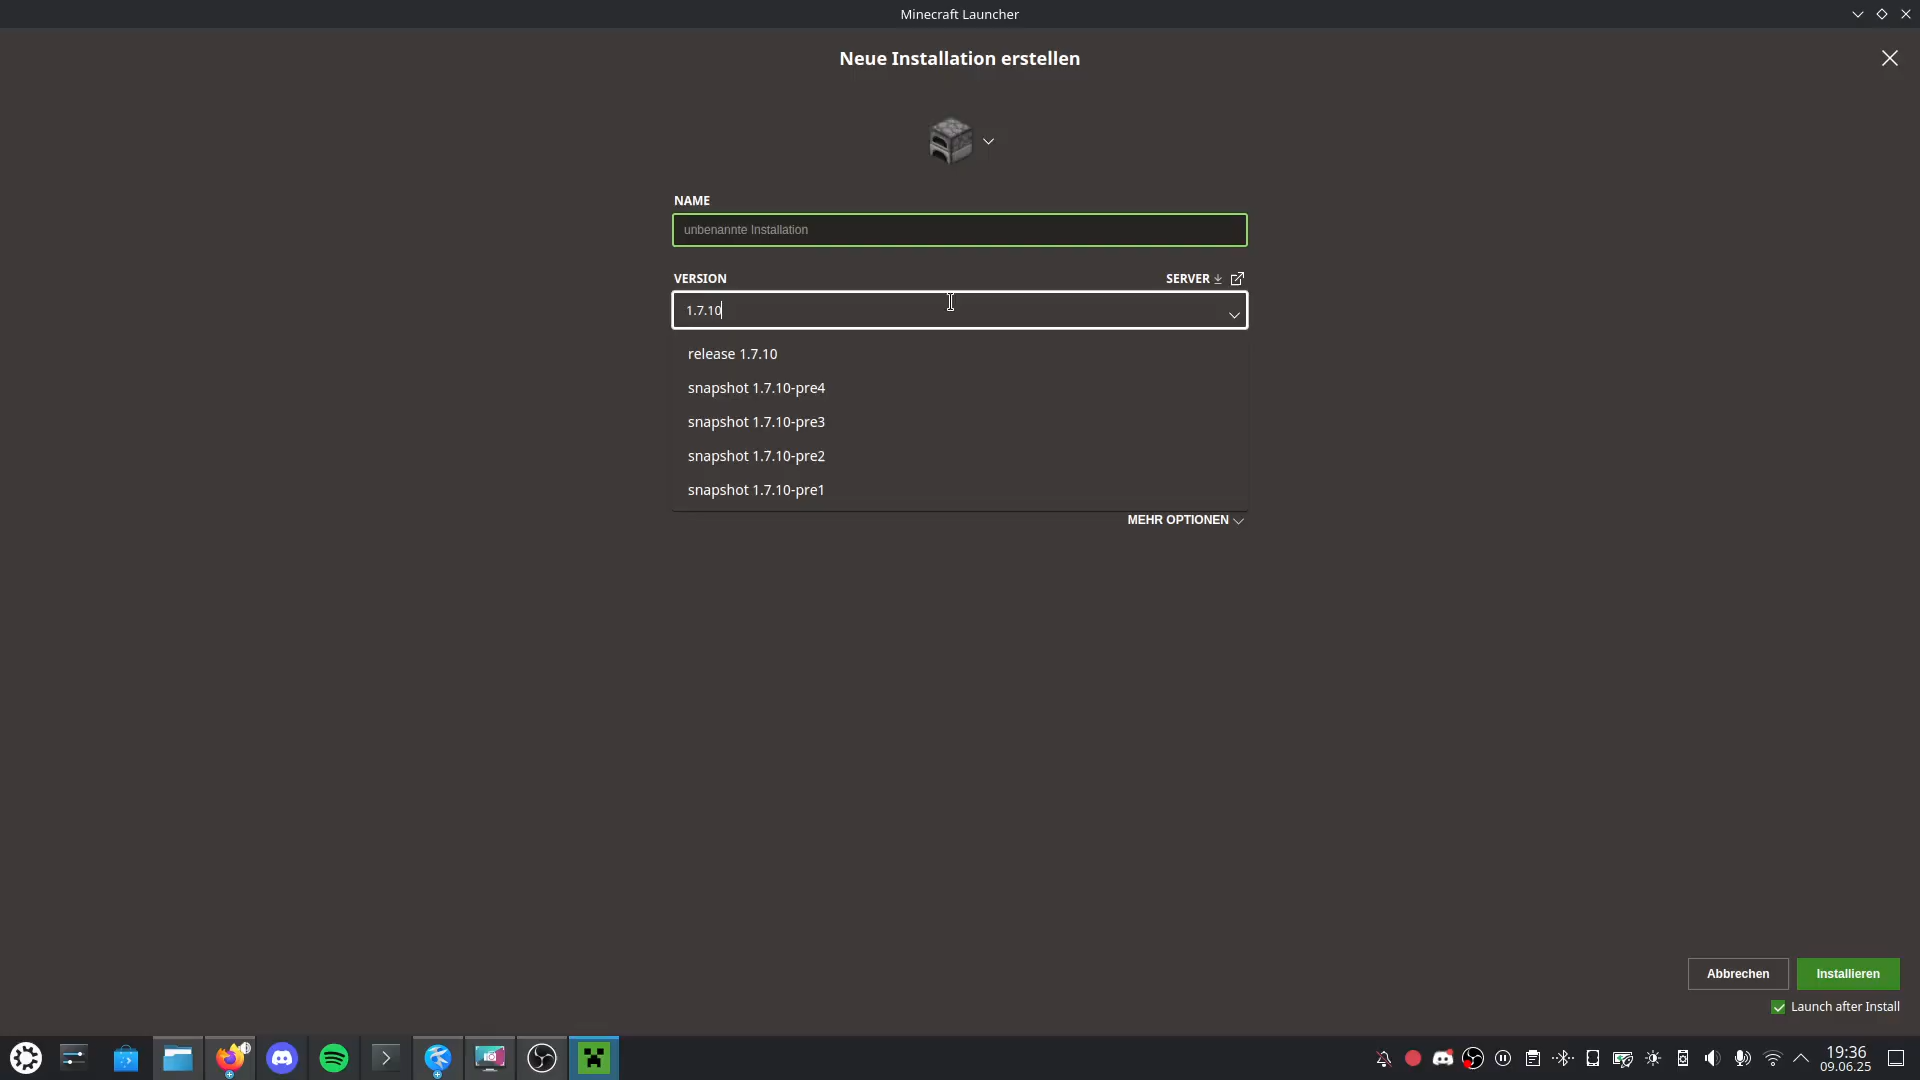 Minecraft Launcher
Neue Installation erstellen
NAME
unbenannte Installation
VERSION
SERVER
1.7.10
release 1.7.10
snapshot 1.7.10-pre4
snapshot 1.7.10-pre3
snapshot 1.7.10-pre2
snapshot 1.7.10-pre1
MEHR OPTIONEN
Abbrechen
Installieren
Launch after Install
19:36
09.06.25